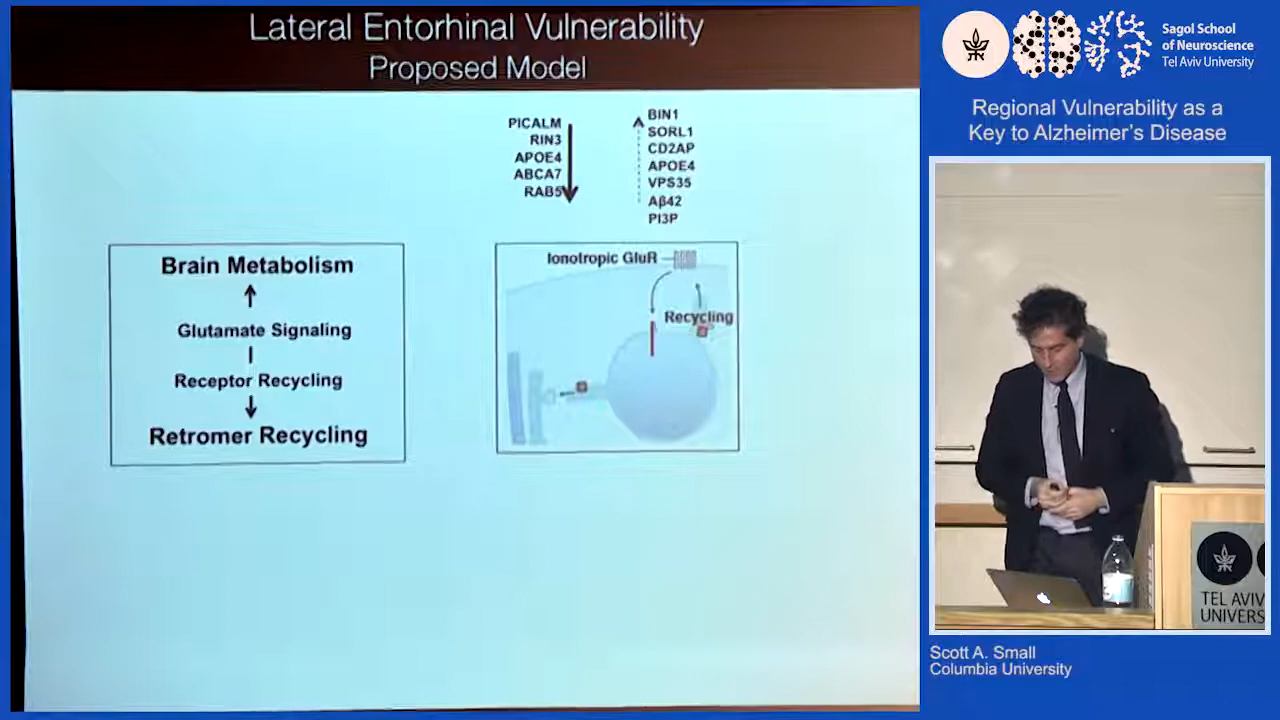 Lateral Entorhinal Vulnerability
Proposed Model
PICALM
RIN3
APOE4
ABCA7
RAB5
BIN1
SORL1
CD2AP
APOE4
VPS35
Aβ42
PI3P
Brain Metabolism
Glutamate Signaling
Receptor Recycling
Retromer Recycling
Ionotropic GluR
Recycling
Sagol School
of Neuroscience
Tel Aviv University
Regional Vulnerability as a
Key to Alzheimer's Disease
TEL AVIV
UNIVERS
Scott A. Small
Columbia University